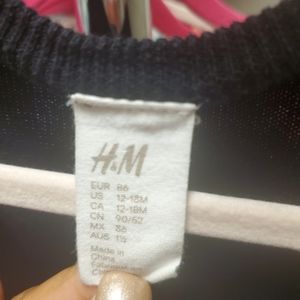 H&M
EUR 86
US 12-18M
CA 12-18M
CN 90/52
MX 86
AUS 1½
Made in
China